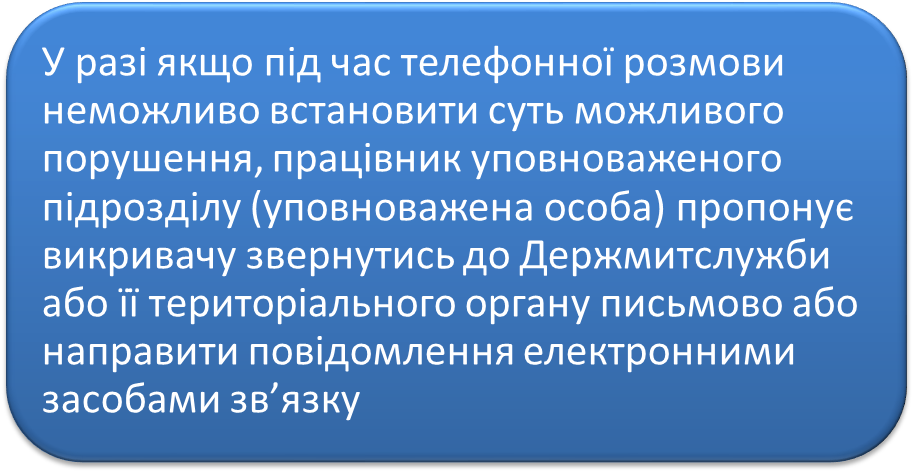 У разі якщо під час телефонної розмови
неможливо встановити суть можливого
порушення, працівник уповноваженого
підрозділу (уповноважена особа) пропонує
викривачу звернутись до Держмитслужби
або її територіального органу письмово або
направити повідомлення електронними
засобами зв’язку